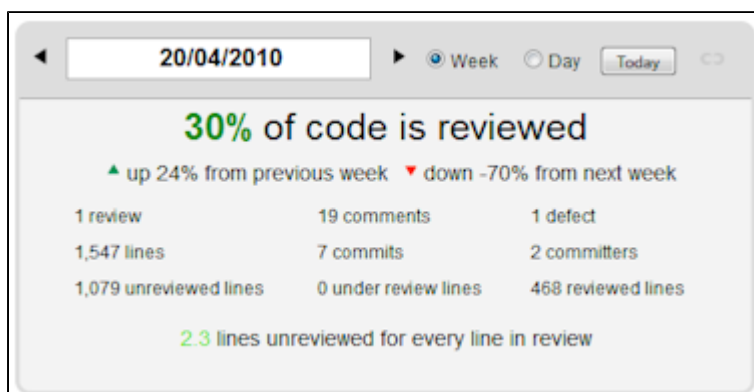 20/04/2010 Week Day Today
30% of code is reviewed
up 24% from previous week down -70% from next week
1 review 19 comments 1 defect
1,547 lines 7 commits 2 committers
1,079 unreviewed lines 0 under review lines 468 reviewed lines
2.3 lines unreviewed for every line in review